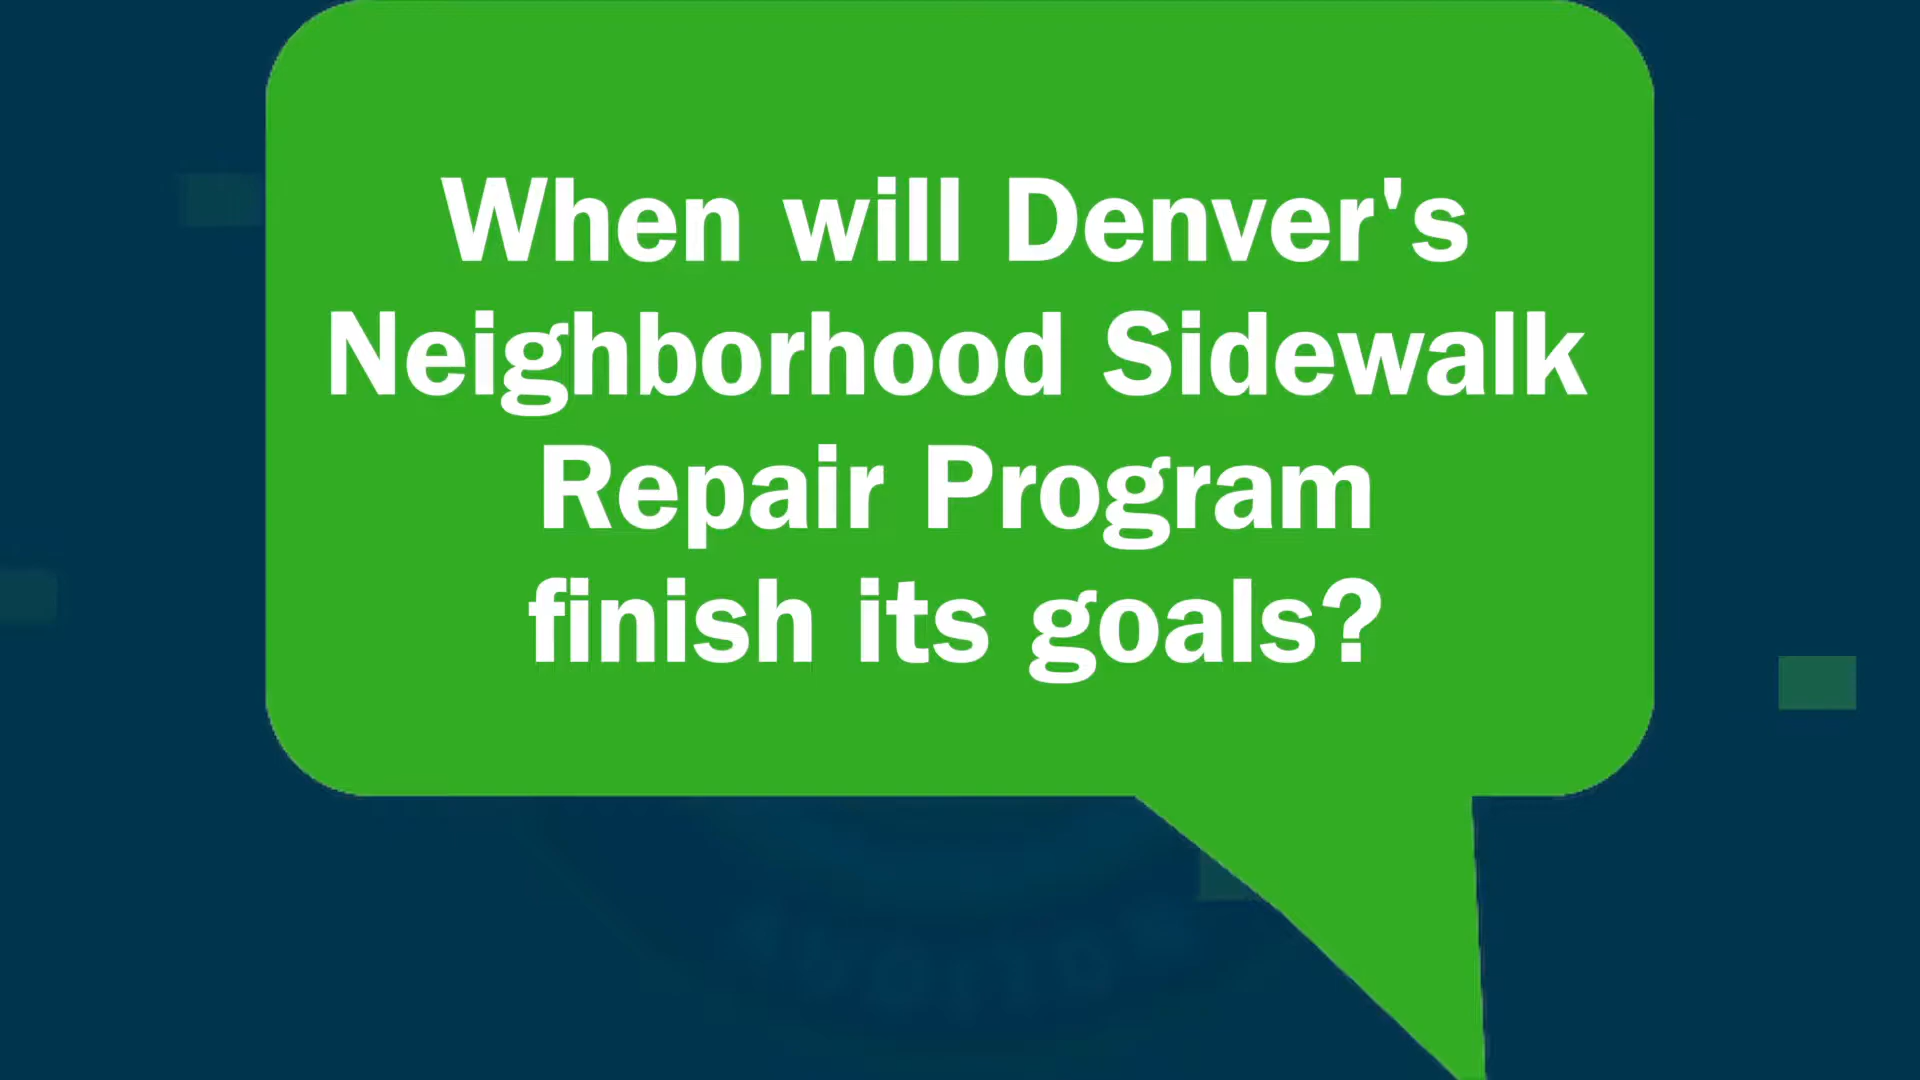 When will Denver's
Neighborhood Sidewalk
Repair Program
finish its goals?